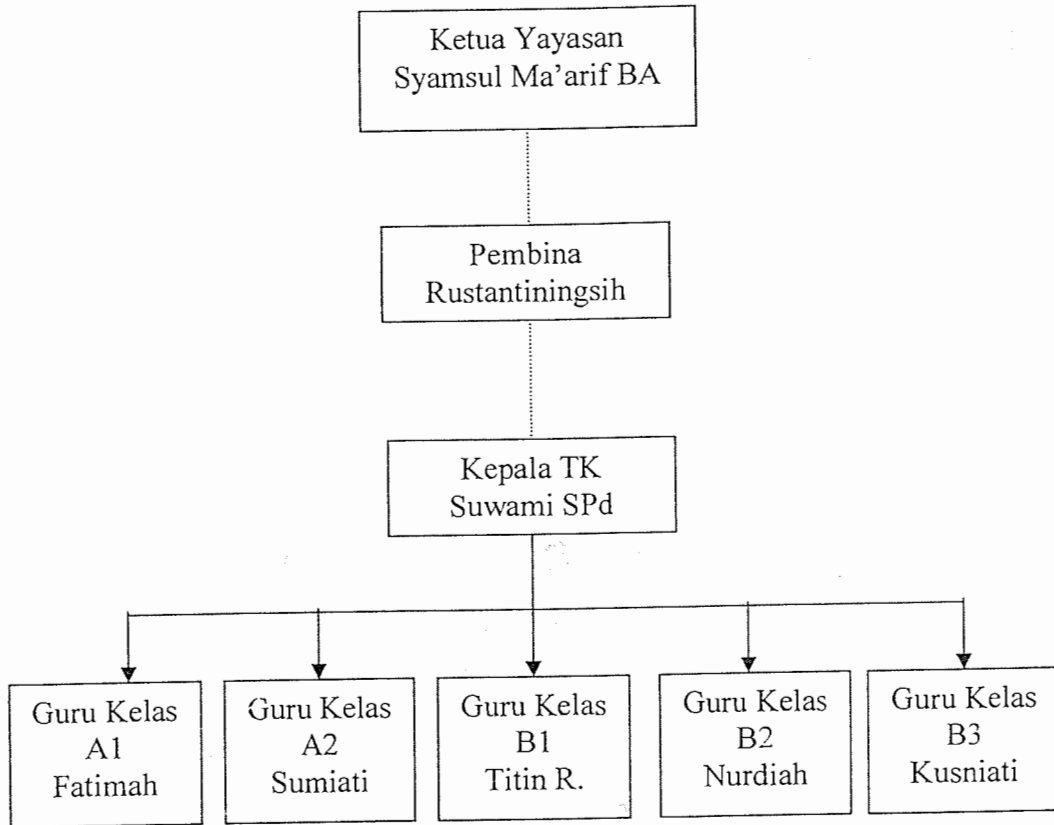 Ketua Yayasan
Syamsul Ma'arif BA
Pembina
Rustantiningsih
Kepala TK
Suwami SPd
Guru Kelas
A1
Fatimah
Guru Kelas
A2
Sumiati
Guru Kelas
B1
Titin R.
Guru Kelas
B2
Nurdiah
Guru Kelas
B3
Kusniati